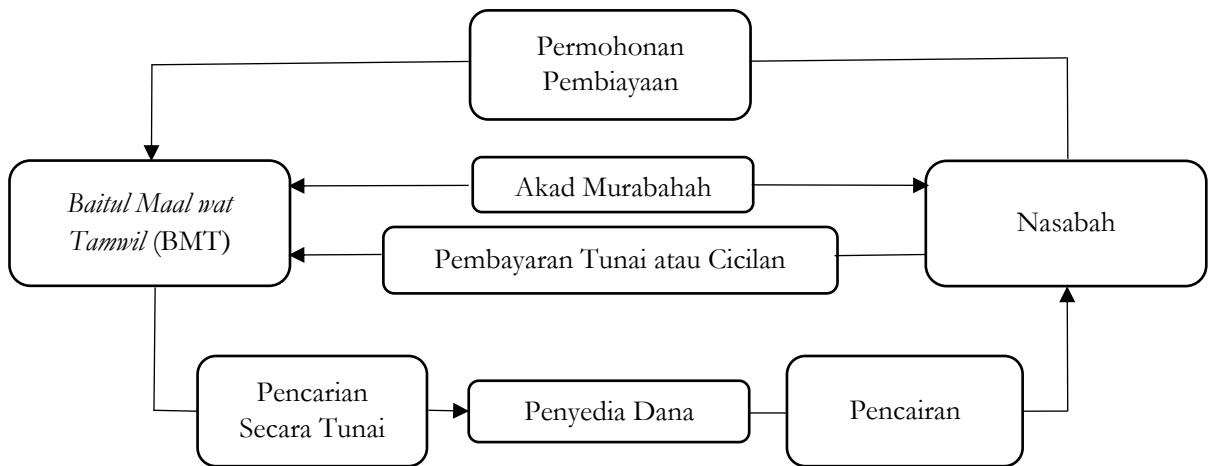 Permohonan
Pembiayaan
Baitul Maal wat
Tamwil (BMT)
Akad Murabahah
Nasabah
Pembayaran Tunai atau Cicilan
Pencarian
Secara Tunai
Penyedia Dana
Pencairan